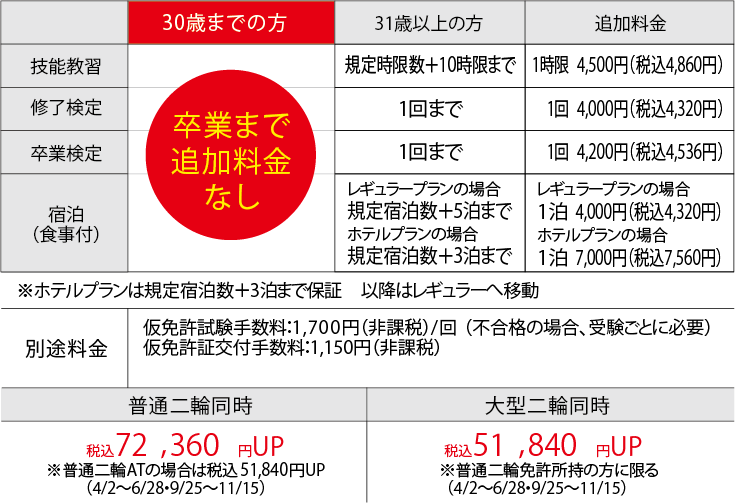 30歳までの方 31歳以上の方 追加料金
技能教習 規定時限数＋10時限まで 1時限 4,500円（税込4,860円）
修了検定 1回まで 1回 4,000円（税込4,320円）
卒業検定 1回まで 1回 4,200円（税込4,536円）
卒業まで
追加料金
なし
宿泊
（食事付）
レギュラープランの場合
規定宿泊数＋5泊まで
ホテルプランの場合
規定宿泊数＋3泊まで
レギュラープランの場合
1泊 4,000円（税込4,320円）
ホテルプランの場合
1泊 7,000円（税込7,560円）
※ホテルプランは規定宿泊数＋3泊まで保証　以降はレギュラーへ移動
別途料金
仮免許試験手数料：1,700円（非課税）/回（不合格の場合、受験ごとに必要）
仮免許証交付手数料：1,150円（非課税）
普通二輪同時
税込72,360 円UP
※普通二輪ATの場合は税込51,840円UP
（4/2〜6/28・9/25〜11/15）
大型二輪同時
税込51,840 円UP
※普通二輪免許所持の方に限る
（4/2〜6/28・9/25〜11/15）